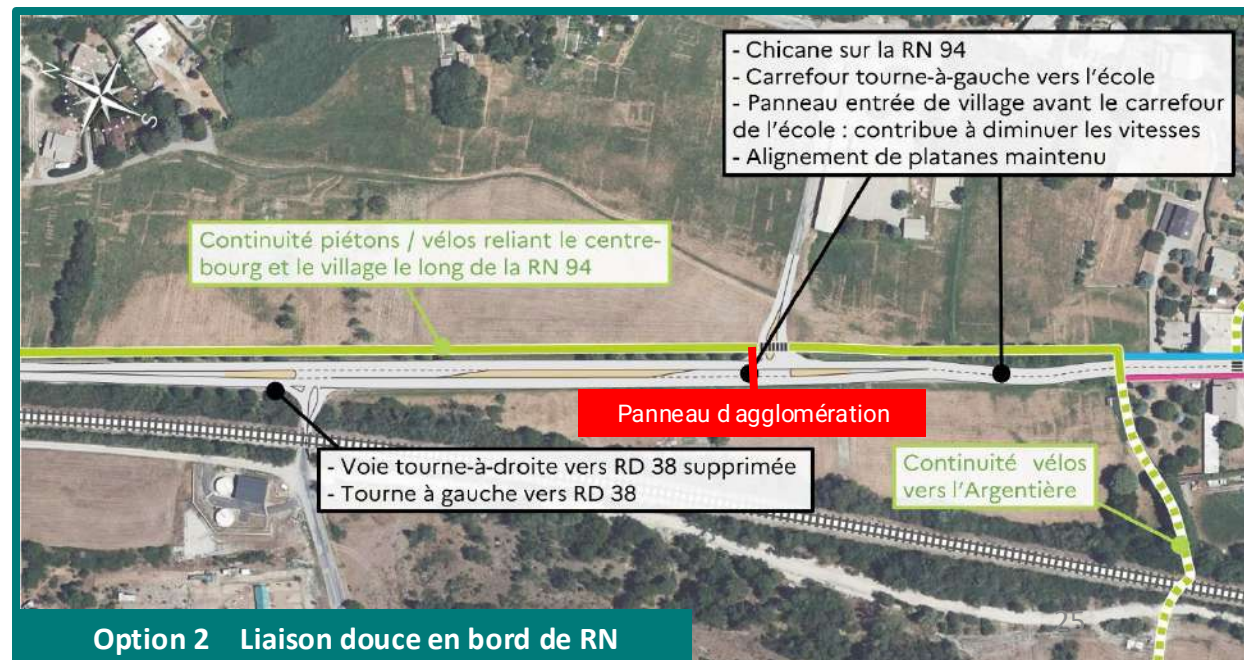 - Chicane sur la RN 94
- Carrefour tourne-à-gauche vers l'école
- Panneau entrée de village avant le carrefour
de l'école : contribue à diminuer les vitesses
- Alignement de platanes maintenu
N
S
Continuité piétons / vélos reliant le centre-
bourg et le village le long de la RN 94
Panneau d agglomération
- Voie tourne-à-droite vers RD 38 supprimée
- Tourne à gauche vers RD 38
Continuité vélos
vers l'Argentière
25
Option 2 Liaison douce en bord de RN